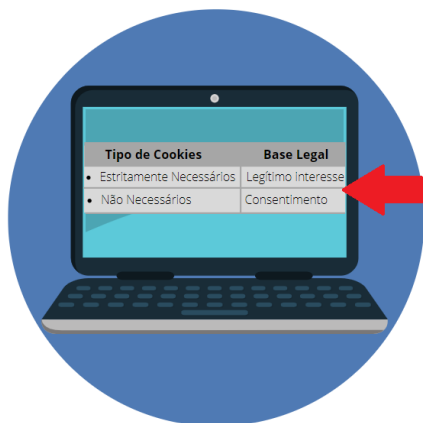 Tipo de Cookies Base Legal
• Estritamente Necessários Legítimo Interesse
• Não Necessários Consentimento